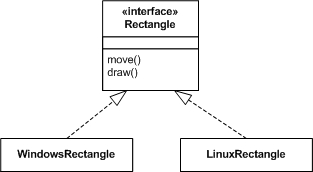 «interface»
Rectangle
move()
draw()
WindowsRectangle
LinuxRectangle